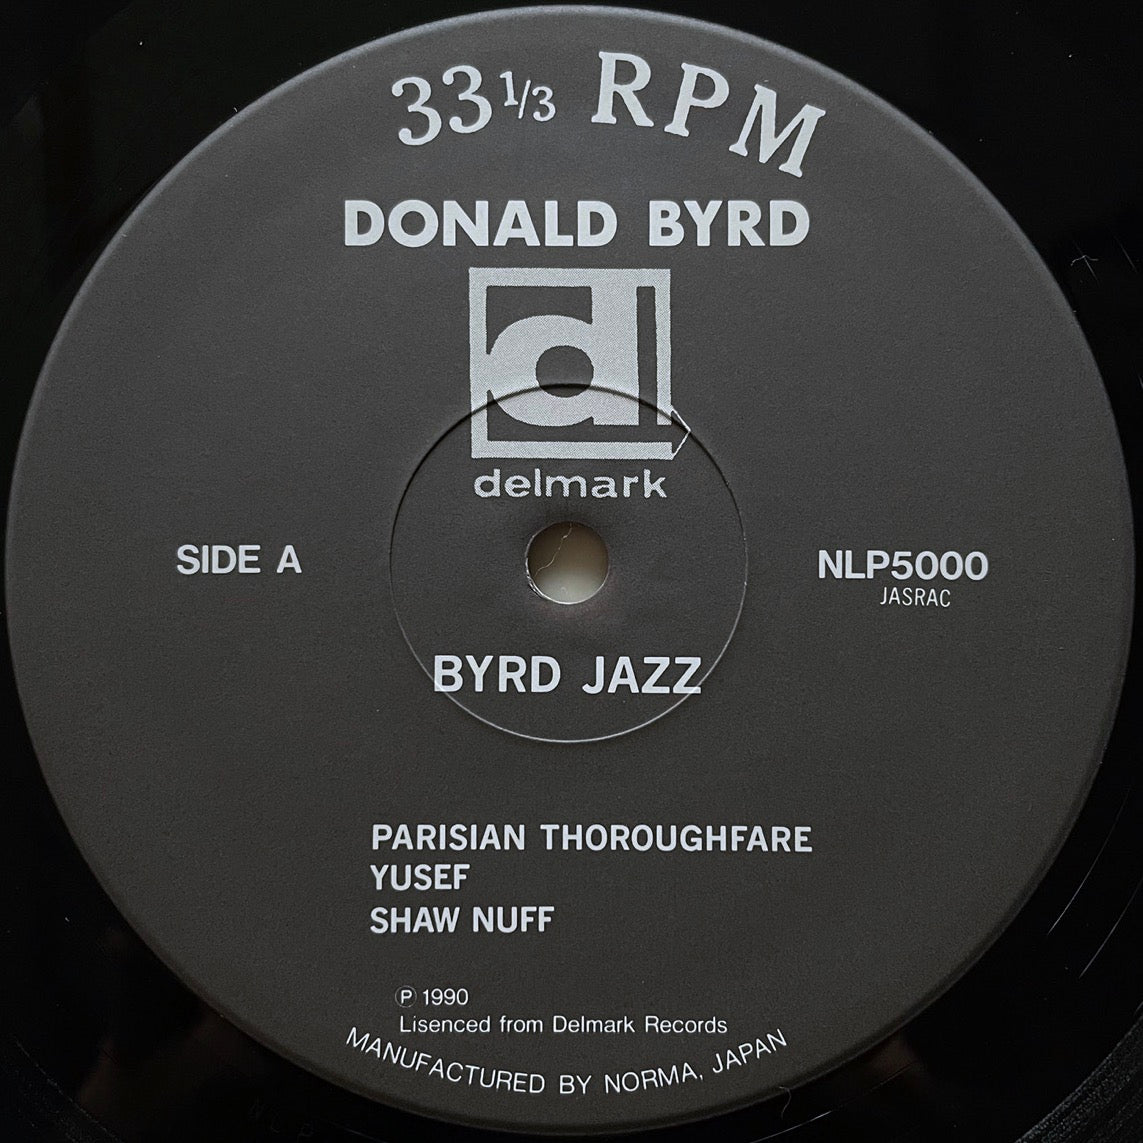 33 1/3 RPM
DONALD BYRD
delmark
SIDE A
NLP5000
JASRAC
BYRD JAZZ
PARISIAN THOROUGHFARE
YUSEF
SHAW NUFF
℗ 1990
Lisenced from Delmark Records
MANUFACTURED BY NORMA, JAPAN